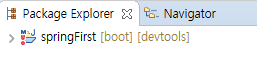 Package Explorer Navigator
springFirst [boot] [devtools]